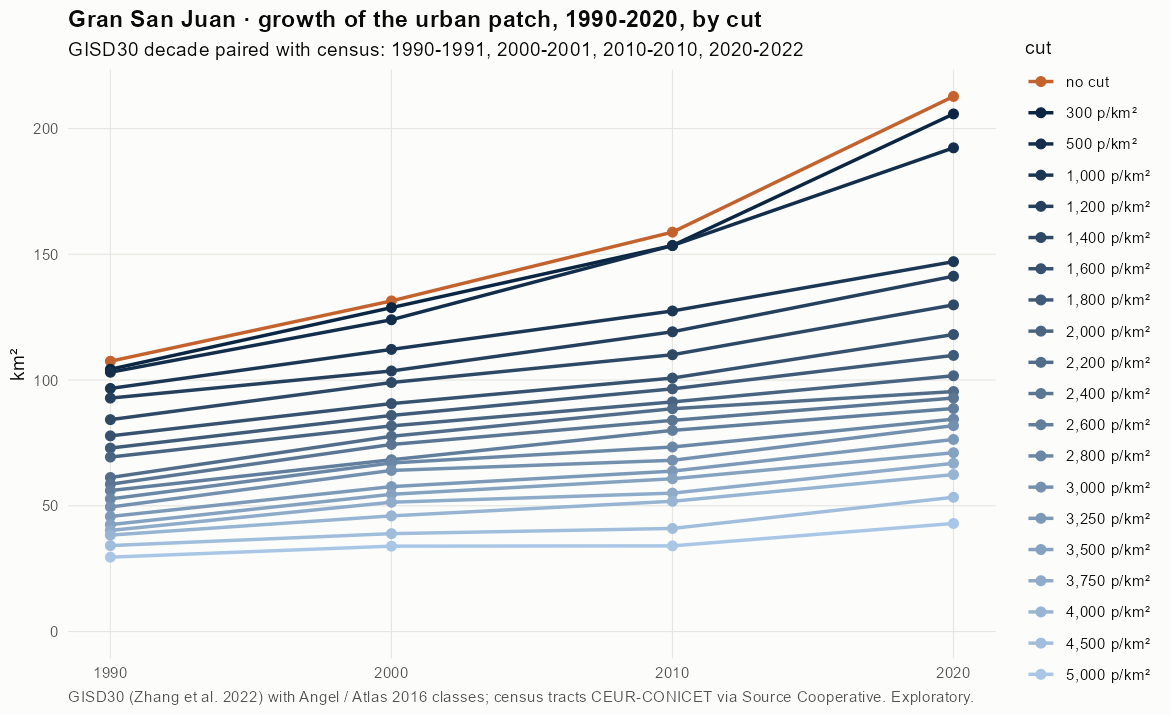 Gran San Juan · growth of the urban patch, 1990-2020, by cut
GISD30 decade paired with census: 1990-1991, 2000-2001, 2010-2010, 2020-2022
cut
no cut
300 p/km²
500 p/km²
1,000 p/km²
1,200 p/km²
1,400 p/km²
1,600 p/km²
1,800 p/km²
2,000 p/km²
2,200 p/km²
2,400 p/km²
2,600 p/km²
2,800 p/km²
3,000 p/km²
3,250 p/km²
3,500 p/km²
3,750 p/km²
4,000 p/km²
4,500 p/km²
5,000 p/km²
km²
200
150
100
50
0
1990 2000 2010 2020
GISD30 (Zhang et al. 2022) with Angel / Atlas 2016 classes; census tracts CEUR-CONICET via Source Cooperative. Exploratory.